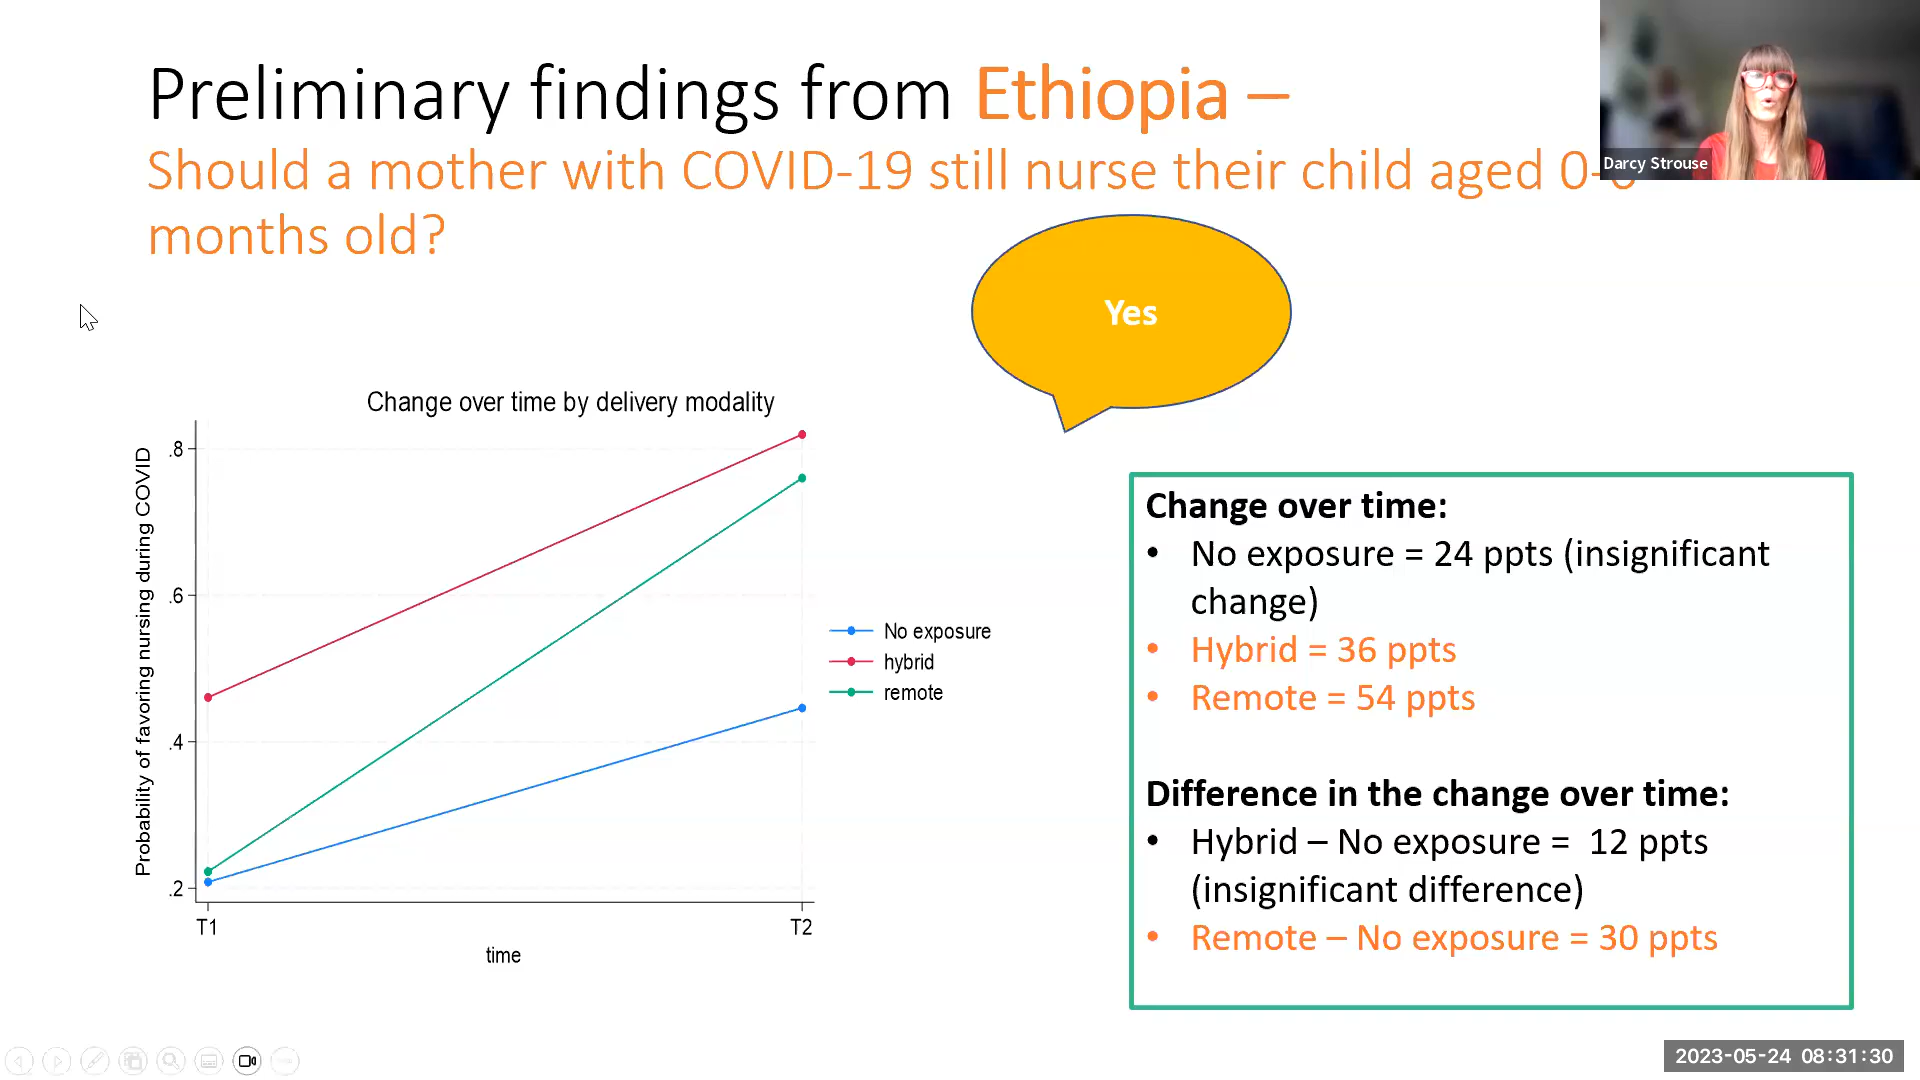 Preliminary findings from Ethiopia –
Should a mother with COVID-19 still nurse their child aged 0-6
months old?
Darcy Strouse
Yes
Change over time by delivery modality
Probability of favoring nursing during COVID
.8
.6
.4
.2
T1
T2
time
No exposure
hybrid
remote
Change over time:
• No exposure = 24 ppts (insignificant
change)
• Hybrid = 36 ppts
• Remote = 54 ppts
Difference in the change over time:
• Hybrid – No exposure =  12 ppts
(insignificant difference)
• Remote – No exposure = 30 ppts
2023-05-24 08:31:30